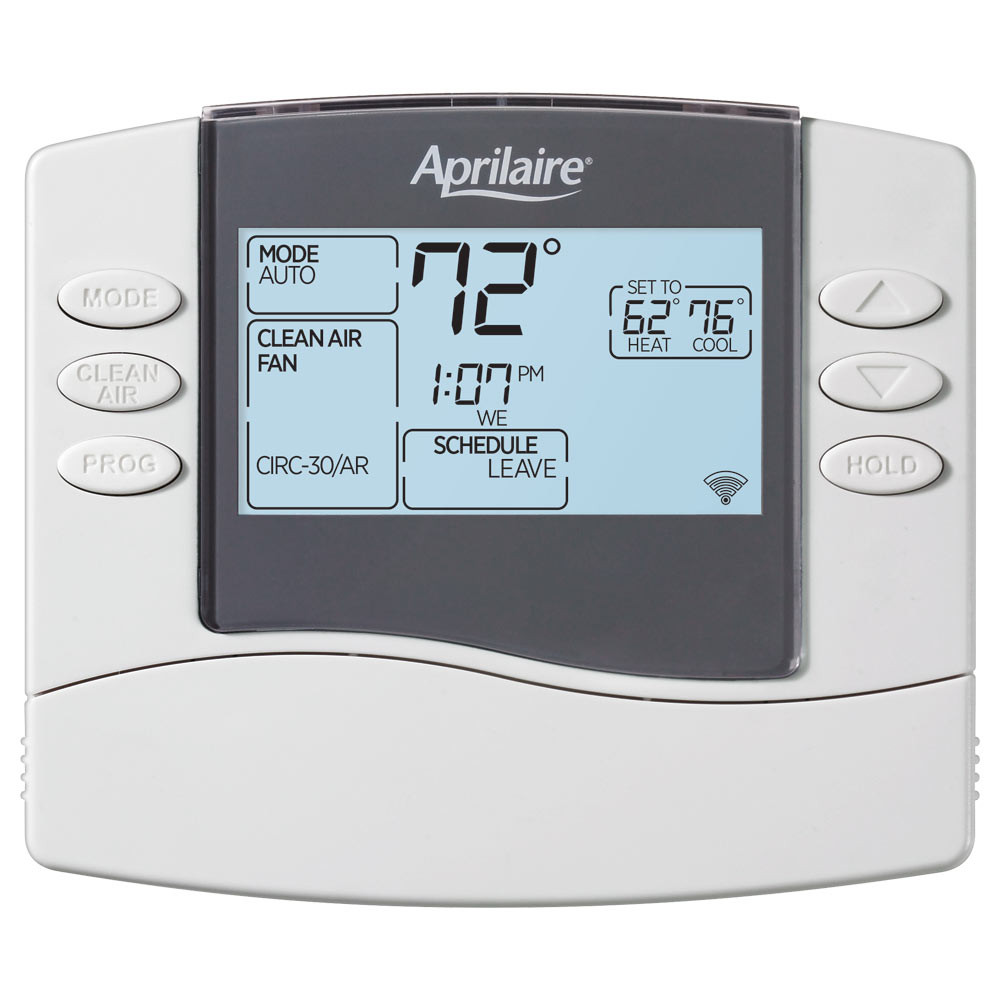 Aprilaire®
MODE
AUTO
72°
SET TO
62° 76°
HEAT COOL
CLEAN AIR
FAN
1:07 PM
WE
CIRC-30/AR
SCHEDULE
LEAVE
MODE
CLEAN
AIR
PROG
HOLD